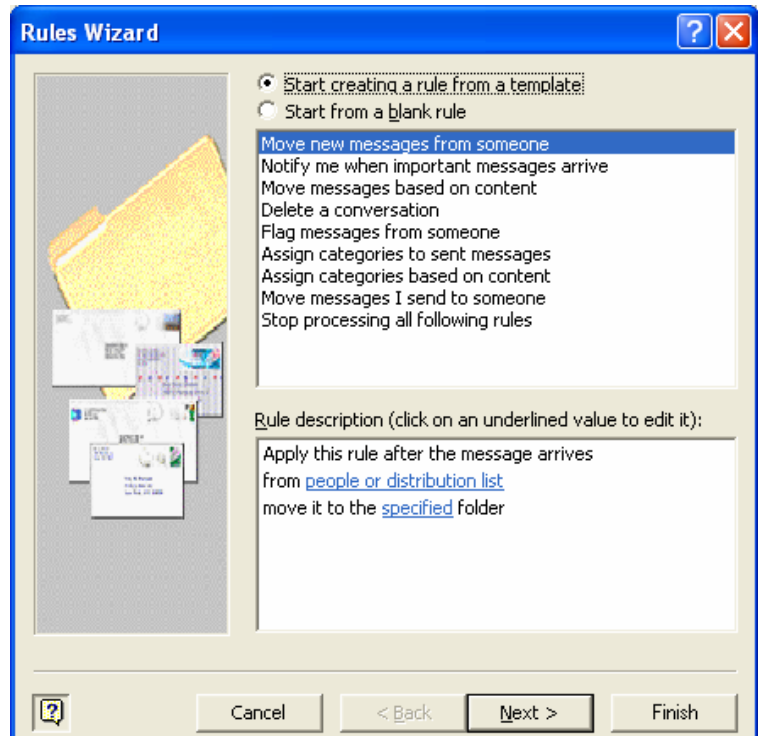 Rules Wizard
Start creating a rule from a template
Start from a blank rule
Move new messages from someone
Notify me when important messages arrive
Move messages based on content
Delete a conversation
Flag messages from someone
Assign categories to sent messages
Assign categories based on content
Move messages I send to someone
Stop processing all following rules
Rule description (click on an underlined value to edit it):
Apply this rule after the message arrives
from people or distribution list
move it to the specified folder
Cancel
< Back
Next >
Finish